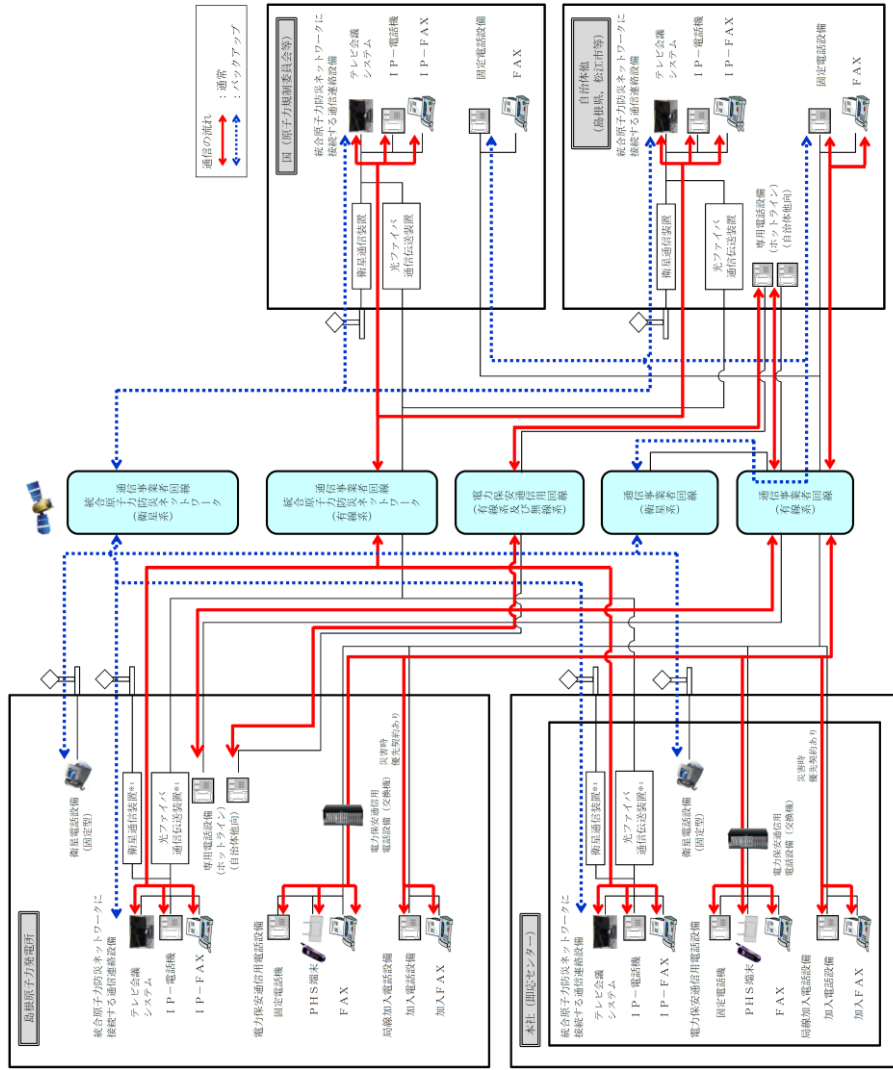 通信の流れ
：通常
：バックアップ
国（原子力規制委員会等）
統合原子力防災ネットワークに
接続する通信連絡設備
テレビ会議
システム
ＩＰ－電話機
ＩＰ－ＦＡＸ
衛星通信装置
光ファイバ
通信伝送装置
固定電話設備
ＦＡＸ
自治体他
（島根県，松江市等）
統合原子力防災ネットワークに
接続する通信連絡設備
テレビ会議
システム
ＩＰ－電話機
ＩＰ－ＦＡＸ
衛星通信装置
光ファイバ
通信伝送装置
専用電話設備
（ホットライン）
（自治体他向）
固定電話設備
ＦＡＸ
通信事業者回線
統合原子力防災ネットワーク
（衛星系）
通信事業者回線
統合原子力防災ネットワーク
（有線系）
電力保安通信用回線
（有線系及び無線系）
通信事業者回線
（衛星系）
通信事業者回線
（有線系）
島根原子力発電所
衛星電話設備
（固定型）
統合原子力防災ネットワークに
接続する通信連絡設備
衛星通信装置※1
テレビ会議
システム
光ファイバ
通信伝送装置※1
ＩＰ－電話機
ＩＰ－ＦＡＸ
専用電話設備
（ホットライン）
（自治体他向）
電力保安通信用電話設備
固定電話機
ＰＨＳ端末
ＦＡＸ
電力保安通信用
電話設備（交換機）
局線加入電話設備
災害時
優先契約あり
加入電話設備
加入ＦＡＸ
本社（即応センター）
統合原子力防災ネットワークに
接続する通信連絡設備
衛星通信装置※1
テレビ会議
システム
光ファイバ
通信伝送装置※1
ＩＰ－電話機
ＩＰ－ＦＡＸ
衛星電話設備
（固定型）
電力保安通信用電話設備
固定電話機
ＰＨＳ端末
ＦＡＸ
電力保安通信用
電話設備（交換機）
局線加入電話設備
災害時
優先契約あり
加入電話設備
加入ＦＡＸ